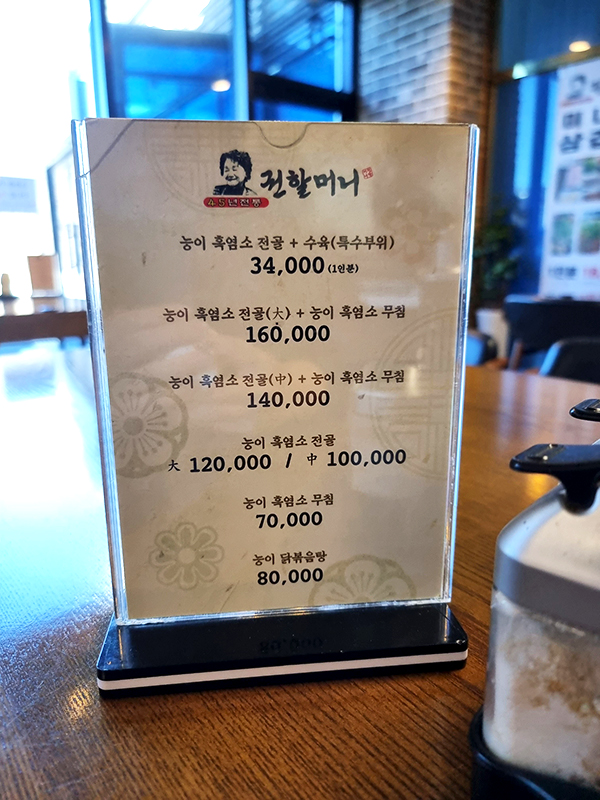 전할머니
45년전통
능이 흑염소 전골 + 수육(특수부위)
34,000 (1인분)
능이 흑염소 전골(大) + 능이 흑염소 무침
160,000
능이 흑염소 전골(中) + 능이 흑염소 무침
140,000
능이 흑염소 전골
大 120,000 / 中 100,000
능이 흑염소 무침
70,000
능이 닭볶음탕
80,000